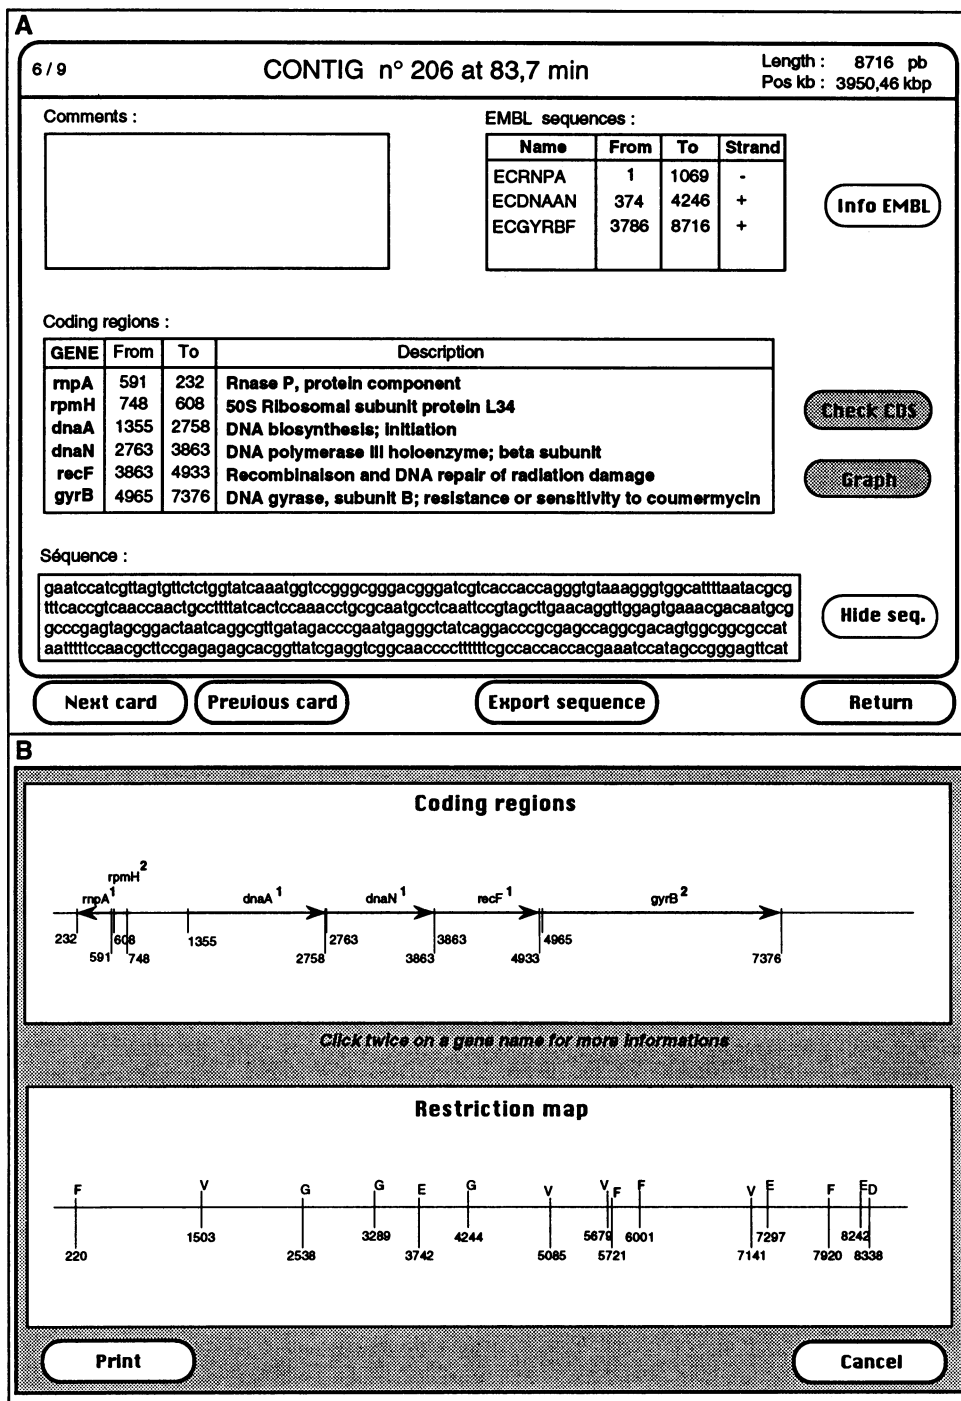 A
6 / 9
CONTIG n° 206 at 83,7 min
Length : 8716 pb
Pos kb : 3950,46 kbp
Comments :
EMBL sequences :
Name From To Strand
ECRNPA 1 1069 -
ECDNAAN 374 4246 +
ECGYRBF 3786 8716 +
Info EMBL
Coding regions :
GENE From To Description
rnpA 591 232 Rnase P, protein component
rpmH 748 608 50S Ribosomal subunit protein L34
dnaA 1355 2758 DNA biosynthesis; initiation
dnaN 2763 3863 DNA polymerase III holoenzyme; beta subunit
recF 3863 4933 Recombinaison and DNA repair of radiation damage
gyrB 4965 7376 DNA gyrase, subunit B; resistance or sensitivity to coumermycin
Check CDS
Graph
Séquence :
gaatccatcgttagtgttctctggtatcaaatggtccgggcgggacgggatcgtcaccaccagggtgtaaagggtggcattttaatacgcg
tttcaccgtcaaccaactgccttttatcactccaaacctgcgcaatgcctcaattccgtagcttgaacaggttggagtgaaacgacaatgcg
gcccgagtagcggactaatcaggcgttgatagacccgaatgagggctatcaggacccgcgagccaggcgacagtggcggcgccat
aatttttccaacgcttccgagagagcacggttatcgaggtcggcaacccctttttttcgccaccaccacgaaatccatagccgggagttcat
Hide seq.
Next card
Previous card
Export sequence
Return
B
Coding regions
rpmH 2
rnpA 1
dnaA 1
dnaN 1
recF 1
gyrB 2
232 608 1355 2763 3863 4965
591 748 2758 3863 4933 7376
Click twice on a gene name for more informations
Restriction map
F V G G E G V V F F V E F E D
1503 3289 4244 5679 6001 7297 8242
220 2538 3742 5085 5721 7141 7920 8338
Print
Cancel